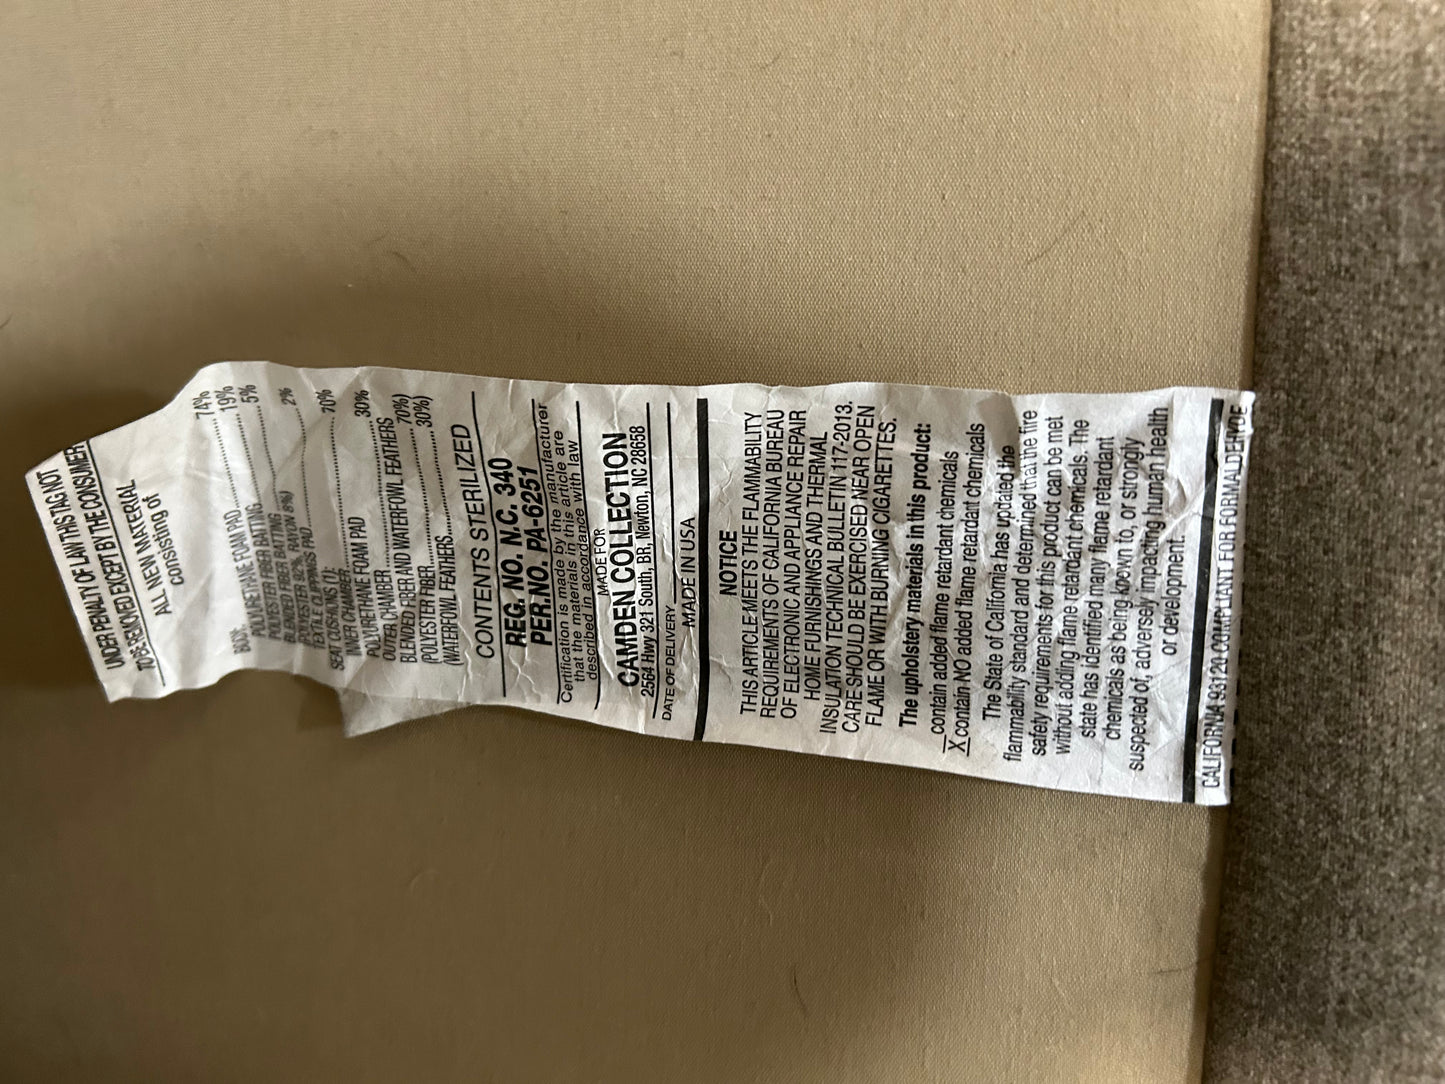 UNDER PENALTY OF LAW THIS TAG NOT
TO BE REMOVED EXCEPT BY THE CONSUMER
ALL NEW MATERIAL
consisting of
BODY:
POLYURETHANE FOAM PAD 74%
POLYESTER FIBER BATTING 19%
BLENDED FIBER BATTING 5%
(POLYESTER 92%, RAYON 8%)
TEXTILE CLIPPINGS PAD 2%
SEAT CUSHIONS (1):
INNER CHAMBER 70%
POLYURETHANE FOAM PAD
OUTER CHAMBER 30%
BLENDED FIBER AND WATERFOWL FEATHERS
(POLYESTER FIBER 70%)
(WATERFOWL FEATHERS 30%)
CONTENTS STERILIZED
REG. NO. N.C. 340
PER.NO. PA-6251
Certification is made by the manufacturer
that the materials in this article are
described in accordance with law
MADE FOR
CAMDEN COLLECTION
2564 Hwy 321 South, BR, Newton, NC 28658
DATE OF DELIVERY
MADE IN USA
NOTICE
THIS ARTICLE MEETS THE FLAMMABILITY
REQUIREMENTS OF CALIFORNIA BUREAU
OF ELECTRONIC AND APPLIANCE REPAIR
HOME FURNISHINGS AND THERMAL
INSULATION TECHNICAL BULLETIN 117-2013.
CARE SHOULD BE EXERCISED NEAR OPEN
FLAME OR WITH BURNING CIGARETTES.
The upholstery materials in this product:
_contain added flame retardant chemicals
X contain NO added flame retardant chemicals
The State of California has updated the
flammability standard and determined that the fire
safety requirements for this product can be met
without adding flame retardant chemicals. The
state has identified many flame retardant
chemicals as being known to, or strongly
suspected of, adversely impacting human health
or development.
CALIFORNIA 93120 COMPLIANT FOR FORMALDEHYDE